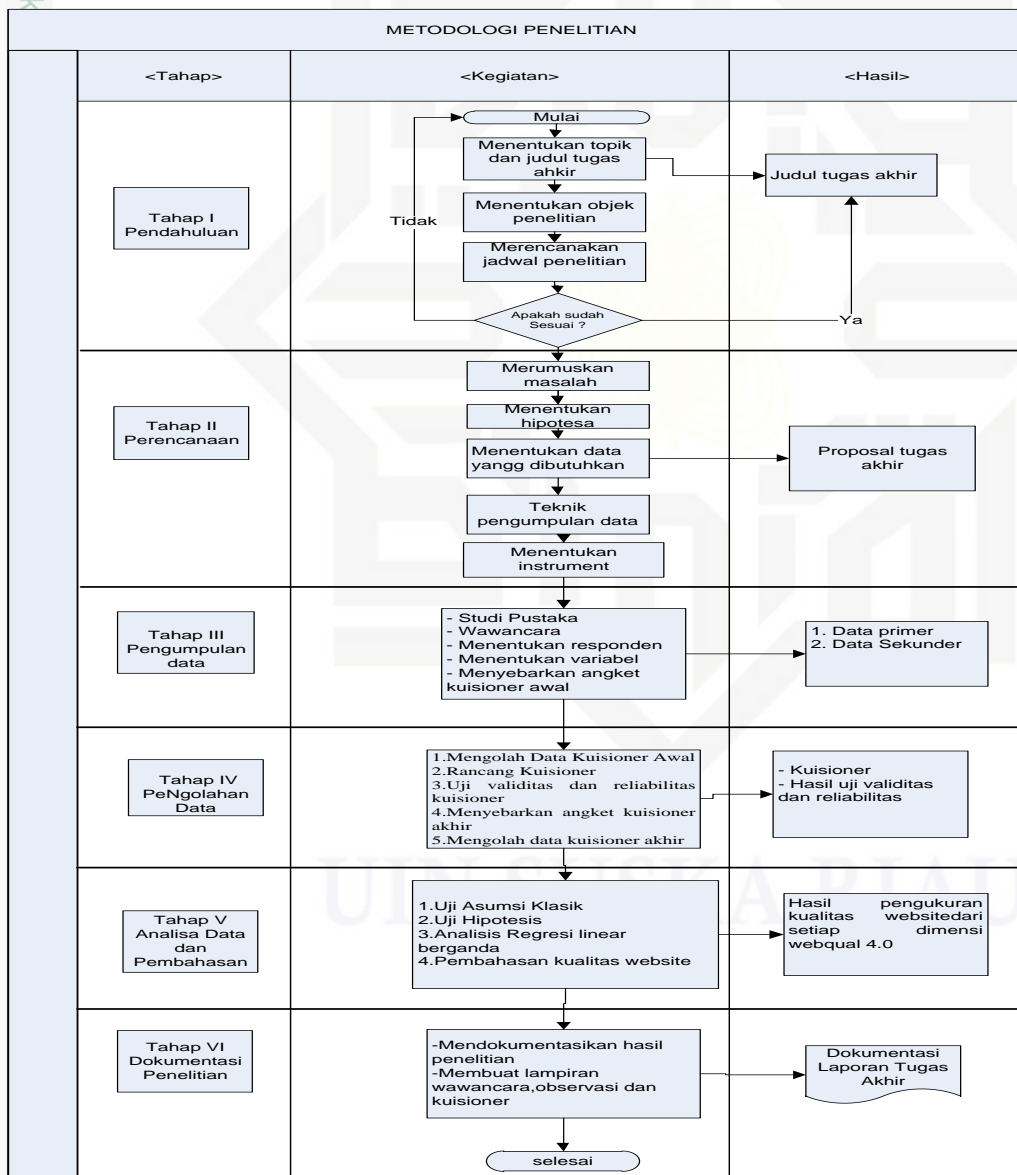 METODOLOGI PENELITIAN
<Tahap>
<Kegiatan>
<Hasil>
Tahap I
Pendahuluan
Mulai
Menentukan topik
dan judul tugas
ahkir
Menentukan objek
penelitian
Merencanakan
jadwal penelitian
Apakah sudah
Sesuai ?
Tidak
Ya
Judul tugas akhir
Tahap II
Perencanaan
Merumuskan
masalah
Menentukan
hipotesa
Menentukan data
yangg dibutuhkan
Teknik
pengumpulan data
Menentukan
instrument
Proposal tugas
akhir
Tahap III
Pengumpulan
data
- Studi Pustaka
- Wawancara
- Menentukan responden
- Menentukan variabel
- Menyebarkan angket
kuisioner awal
1. Data primer
2. Data Sekunder
Tahap IV
PeNgolahan
Data
1.Mengolah Data Kuisioner Awal
2.Rancang Kuisioner
3.Uji validitas dan reliabilitas
kuisioner
4.Menyebarkan angket kuisioner
akhir
5.Mengolah data kuisioner akhir
- Kuisioner
- Hasil uji validitas
dan reliabilitas
UIN SUSKA RIAU
Tahap V
Analisa Data
dan
Pembahasan
1.Uji Asumsi Klasik
2.Uji Hipotesis
3.Analisis Regresi linear
berganda
4.Pembahasan kualitas website
Hasil pengukuran
kualitas websitedari
setiap dimensi
webqual 4.0
Tahap VI
Dokumentasi
Penelitian
-Mendokumentasikan hasil
penelitian
-Membuat lampiran
wawancara,observasi dan
kuisioner
selesai
Dokumentasi
Laporan Tugas
Akhir